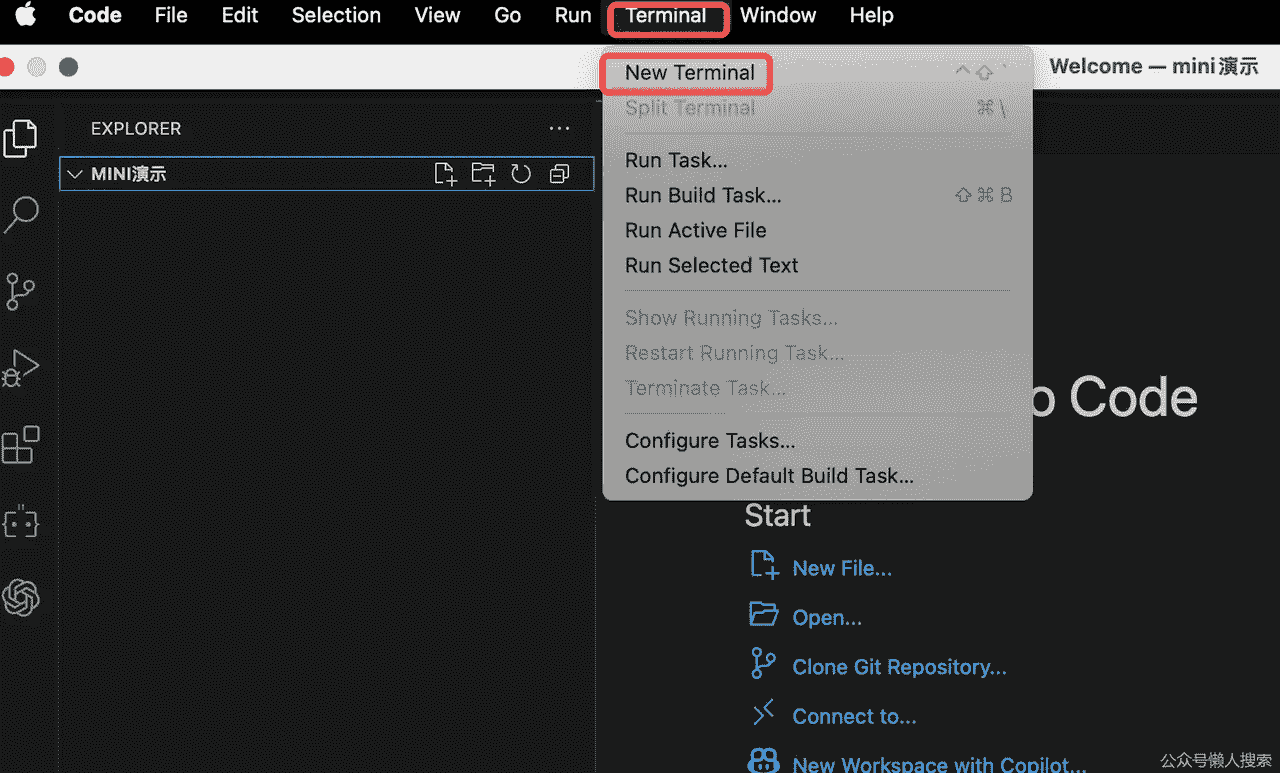 Code File Edit Selection View Go Run Terminal Window Help
Welcome — mini演示
New Terminal ^⇧`
Split Terminal ⌘\
Run Task...
Run Build Task... ⇧⌘B
Run Active File
Run Selected Text
Show Running Tasks...
Restart Running Task...
Terminate Task...
Configure Tasks...
Configure Default Build Task...
EXPLORER ...
MINI演示
Code
Start
New File...
Open...
Clone Git Repository...
Connect to...
New Workspace with Copilot...
公众号懒人搜索